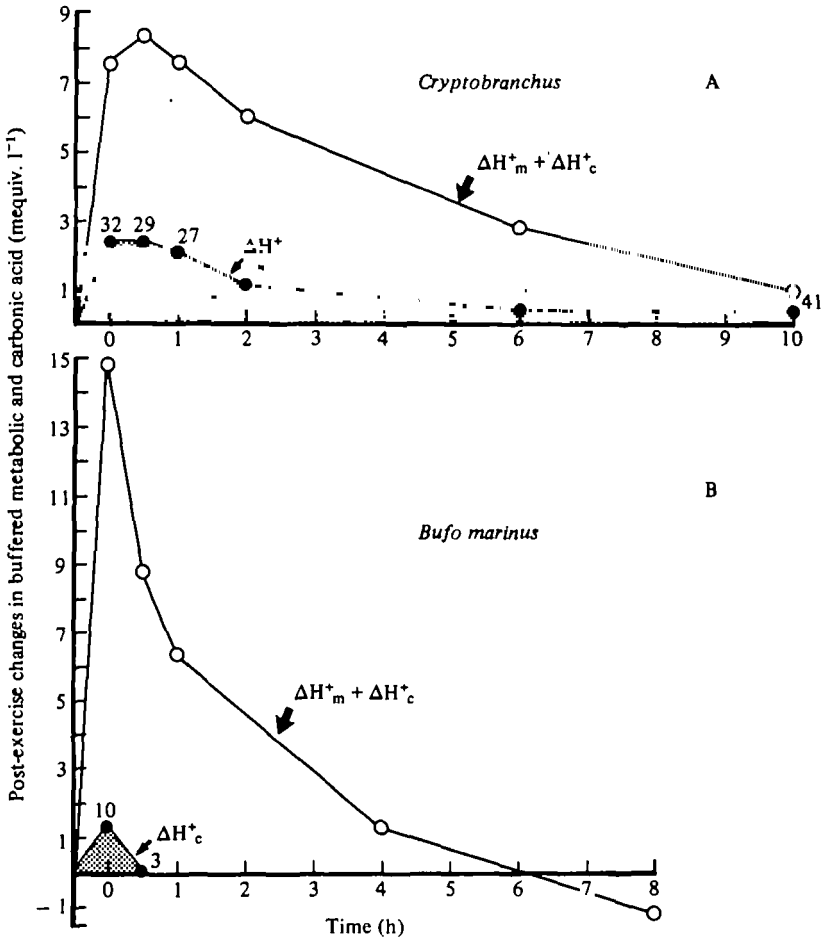 Post-exercise changes in buffered metabolic and carbonic acid (mequiv. l⁻¹)
9
7
5
3
1
Cryptobranchus
A
ΔH⁺m + ΔH⁺c
32 29 27
ΔH⁺
41
0 1 2 3 4 5 6 7 8 9 10
15
13
11
9
7
5
3
1
−1
B
Bufo marinus
ΔH⁺m + ΔH⁺c
10
ΔH⁺c
3
0 1 2 3 4 5 6 7 8
Time (h)